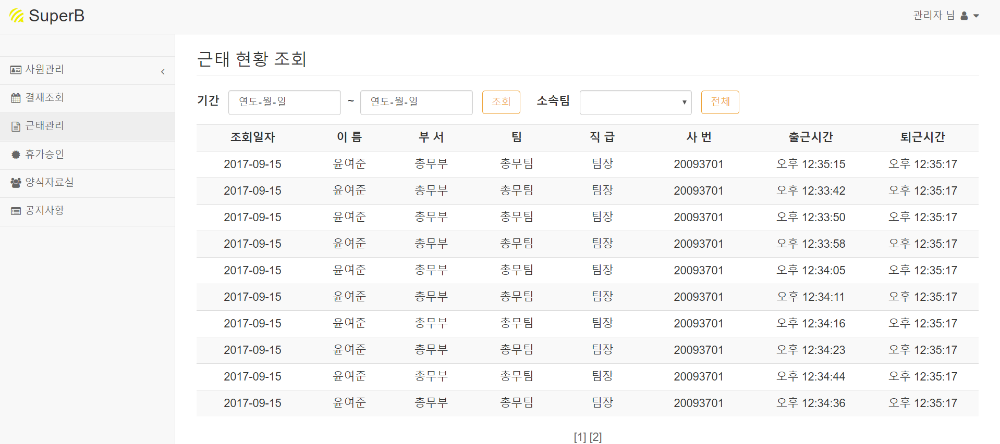 SuperB
관리자 님
사원관리
결재조회
근태관리
휴가승인
양식자료실
공지사항
근태 현황 조회
기간 연도-월-일 ~ 연도-월-일 조회 소속팀 전체
조회일자 이 름 부 서 팀 직 급 사 번 출근시간 퇴근시간
2017-09-15 윤여준 총무부 총무팀 팀장 20093701 오후 12:35:15 오후 12:35:17
2017-09-15 윤여준 총무부 총무팀 팀장 20093701 오후 12:33:42 오후 12:35:17
2017-09-15 윤여준 총무부 총무팀 팀장 20093701 오후 12:33:50 오후 12:35:17
2017-09-15 윤여준 총무부 총무팀 팀장 20093701 오후 12:33:58 오후 12:35:17
2017-09-15 윤여준 총무부 총무팀 팀장 20093701 오후 12:34:05 오후 12:35:17
2017-09-15 윤여준 총무부 총무팀 팀장 20093701 오후 12:34:11 오후 12:35:17
2017-09-15 윤여준 총무부 총무팀 팀장 20093701 오후 12:34:16 오후 12:35:17
2017-09-15 윤여준 총무부 총무팀 팀장 20093701 오후 12:34:23 오후 12:35:17
2017-09-15 윤여준 총무부 총무팀 팀장 20093701 오후 12:34:44 오후 12:35:17
2017-09-15 윤여준 총무부 총무팀 팀장 20093701 오후 12:34:36 오후 12:35:17
[1] [2]